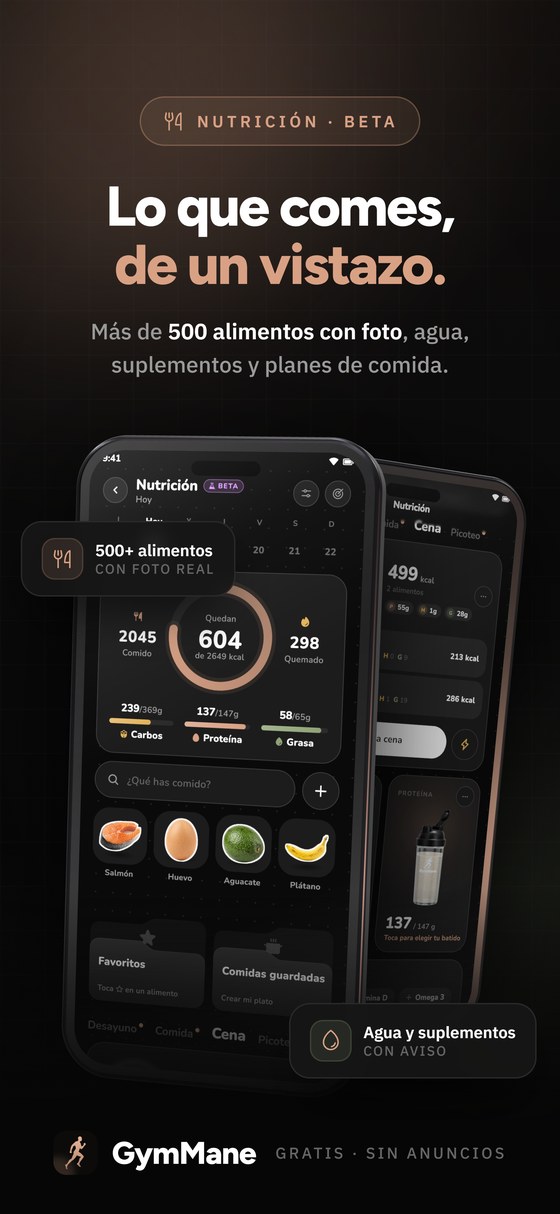 NUTRICIÓN · BETA
Lo que comes,
de un vistazo.
Más de 500 alimentos con foto, agua,
suplementos y planes de comida.
9:41
Nutrición BETA
Hoy
V S D
20 21 22
500+ alimentos
CON FOTO REAL
2045
Comido
Quedan
604
de 2649 kcal
298
Quemado
239/369g
Carbos
137/147g
Proteína
58/65g
Grasa
¿Qué has comido?
Salmón
Huevo
Aguacate
Plátano
Favoritos
Toca ☆ en un alimento
Comidas guardadas
Crear mi plato
Desayuno Comida Cena
Nutrición
Cena Picoteo
499 kcal
2 alimentos
P 55g H 1g G 28g
213 kcal
286 kcal
a cena
PROTEÍNA
137 / 147 g
Toca para elegir tu batido
+ Omega 3
Agua y suplementos
CON AVISO
GymMane
GRATIS · SIN ANUNCIOS